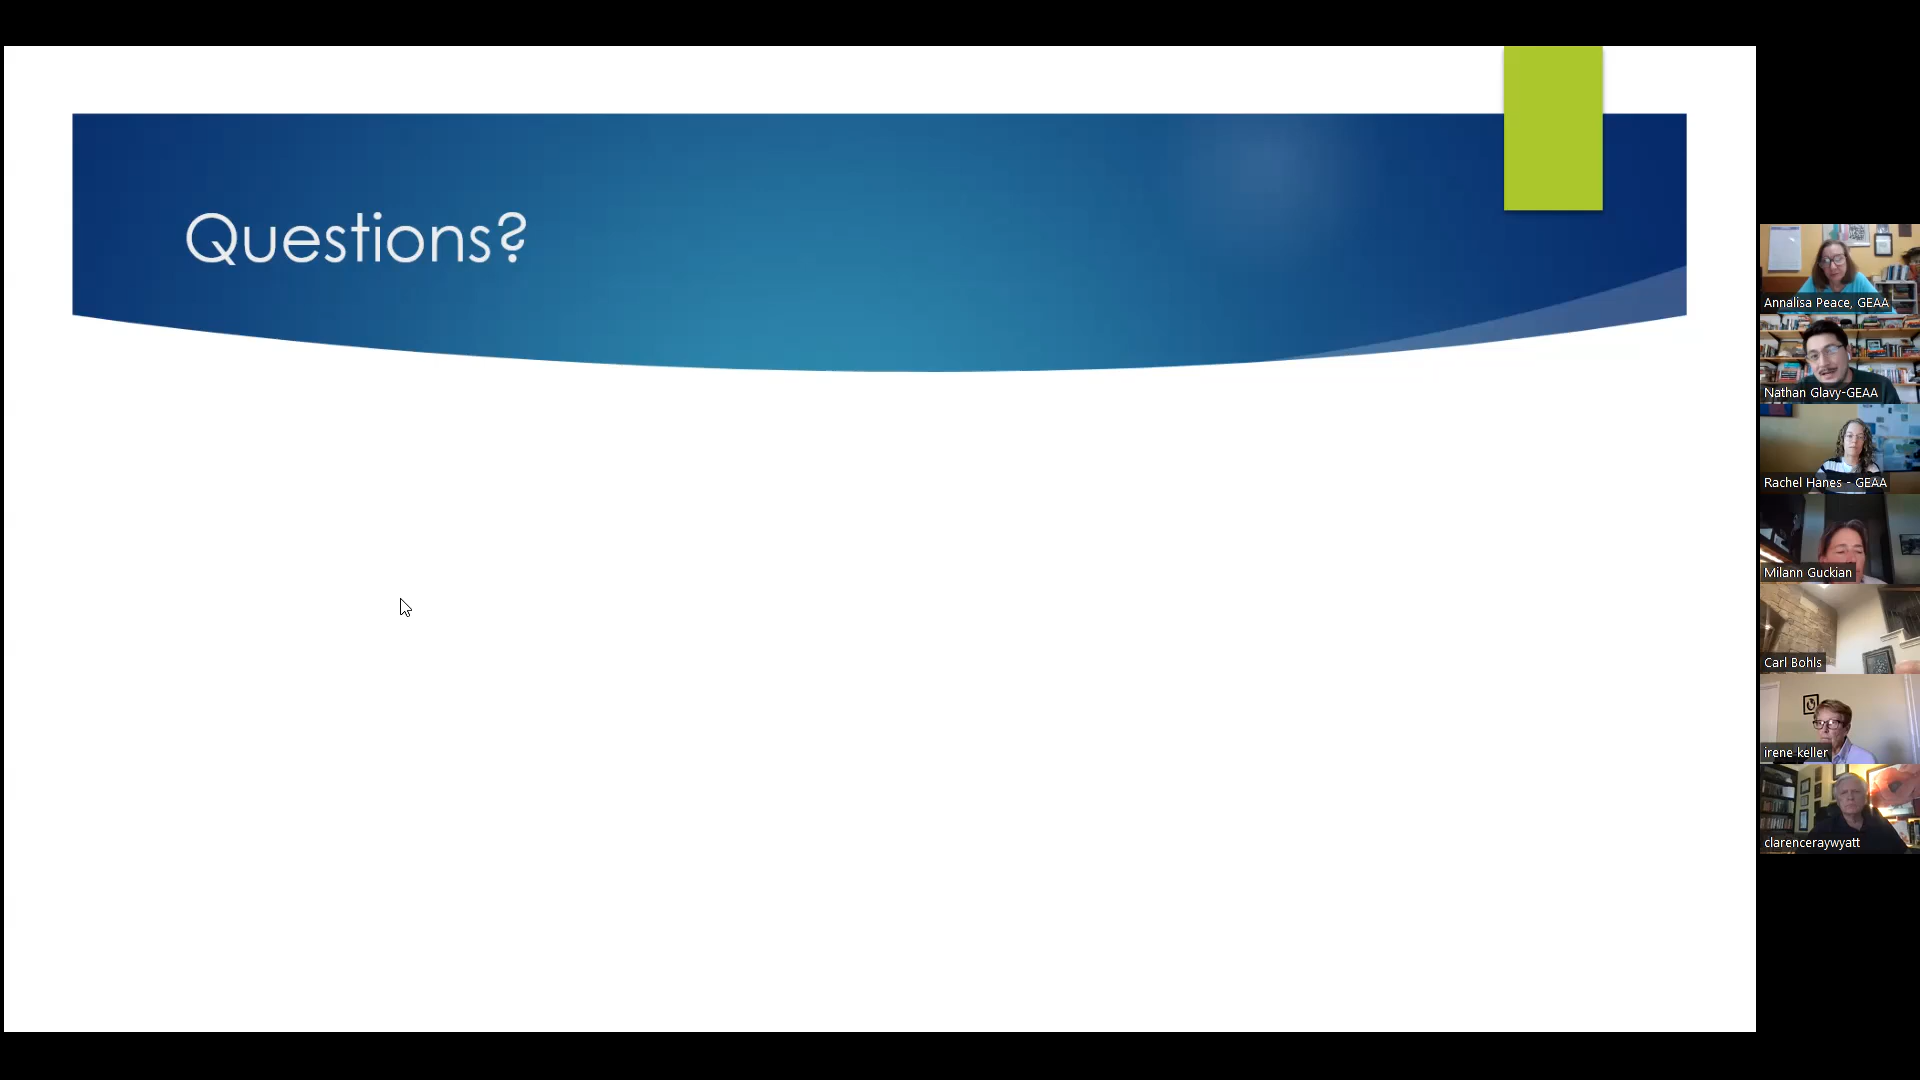 Questions?
Annalisa Peace, GEAA
Nathan Glavy-GEAA
Rachel Hanes - GEAA
Milann Guckian
Carl Bohls
irene keller
clarenceraywyatt